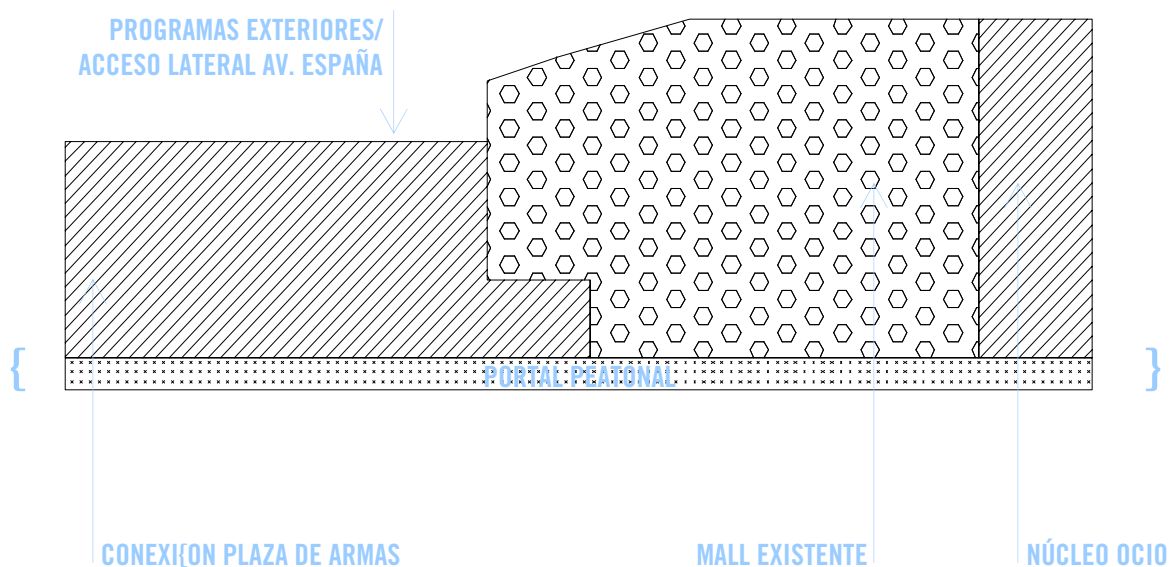 PROGRAMAS EXTERIORES/
ACCESO LATERAL AV. ESPAÑA
{
PORTAL PEATONAL
}
CONEXI{ON PLAZA DE ARMAS
MALL EXISTENTE
NÚCLEO OCIO